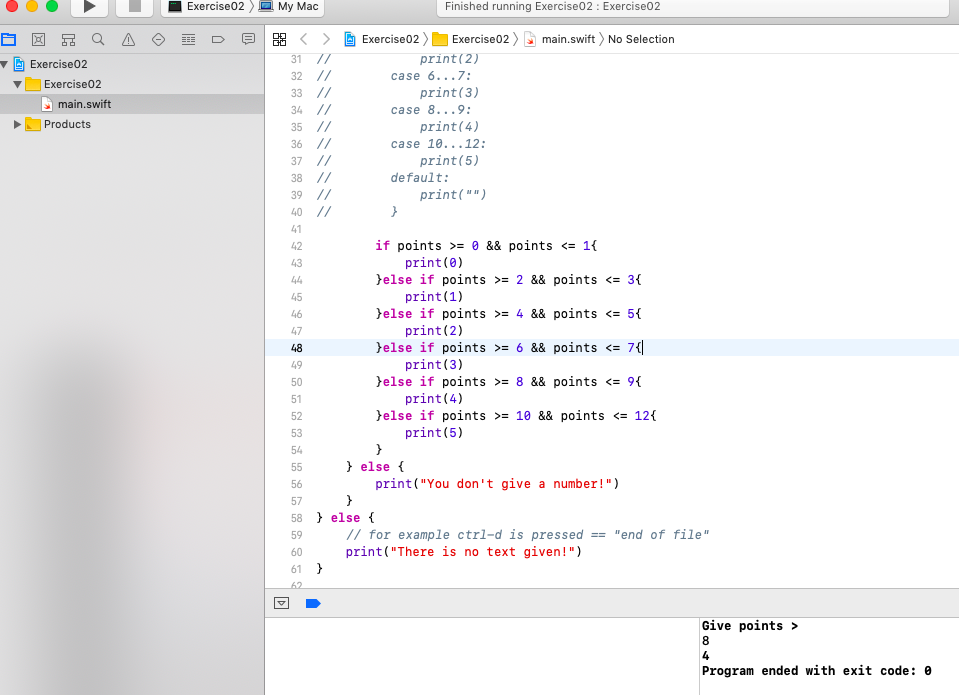 Exercise02 〉 My Mac
Finished running Exercise02 : Exercise02
Exercise02 〉 Exercise02 〉 main.swift 〉 No Selection
Exercise02
Exercise02
main.swift
Products
31 //            print(2)
32 //        case 6...7:
33 //            print(3)
34 //        case 8...9:
35 //            print(4)
36 //        case 10...12:
37 //            print(5)
38 //        default:
39 //            print("")
40 //        }
41
42         if points >= 0 && points <= 1{
43             print(0)
44         }else if points >= 2 && points <= 3{
45             print(1)
46         }else if points >= 4 && points <= 5{
47             print(2)
48         }else if points >= 6 && points <= 7{
49             print(3)
50         }else if points >= 8 && points <= 9{
51             print(4)
52         }else if points >= 10 && points <= 12{
53             print(5)
54         }
55     } else {
56         print("You don't give a number!")
57     }
58 } else {
59     // for example ctrl-d is pressed == "end of file"
60     print("There is no text given!")
61 }
62
Give points >
8
4
Program ended with exit code: 0